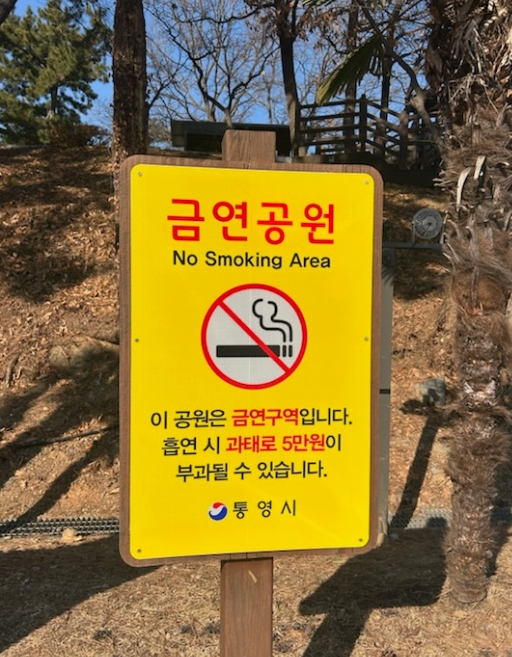 금연공원
No Smoking Area
이 공원은 금연구역입니다.
흡연 시 과태료 5만원이
부과될 수 있습니다.
통영시